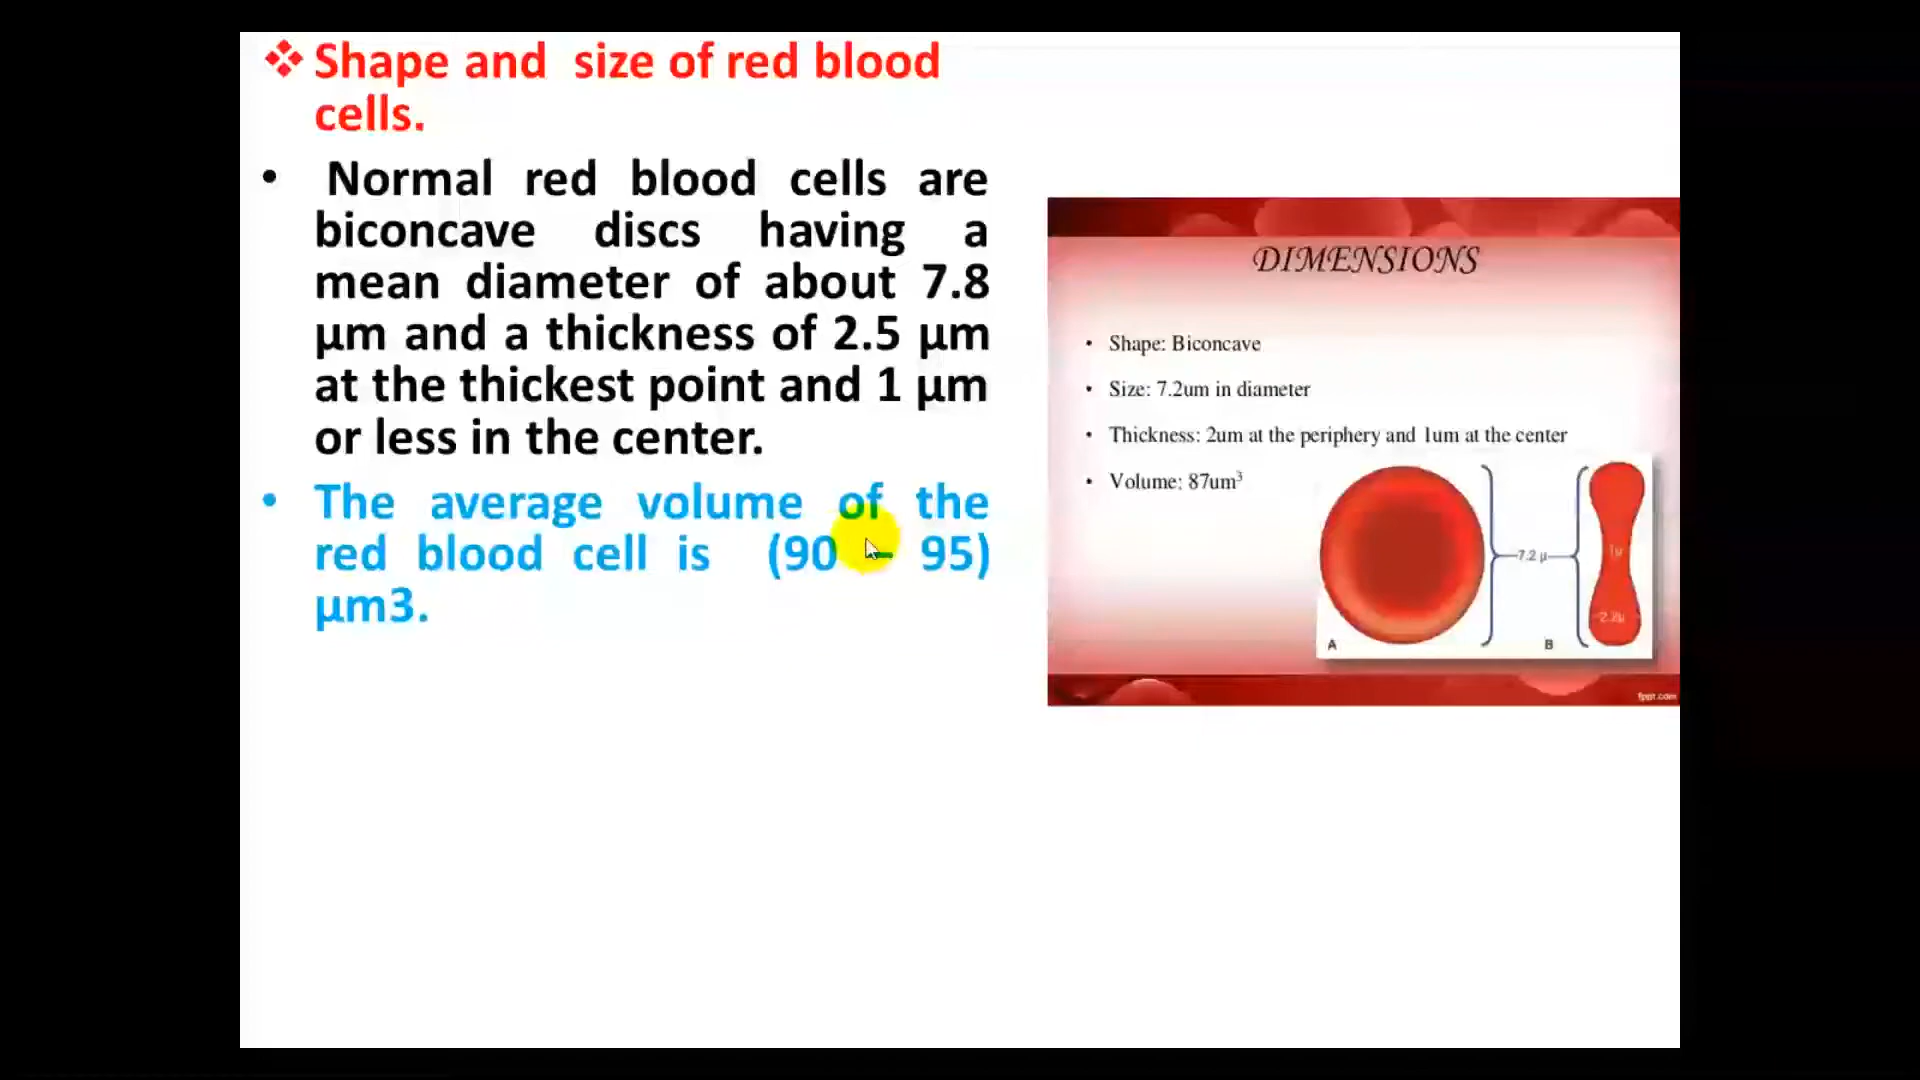 ❖ Shape and size of red blood
cells.
• Normal red blood cells are
biconcave discs having a
mean diameter of about 7.8
µm and a thickness of 2.5 µm
at the thickest point and 1 µm
or less in the center.
• The average volume of the
red blood cell is (90 – 95)
µm3.
DIMENSIONS
• Shape: Biconcave
• Size: 7.2um in diameter
• Thickness: 2um at the periphery and 1um at the center
• Volume: 87um³
7.2 µ
1µ
2.2µ
A
B
fppt.com